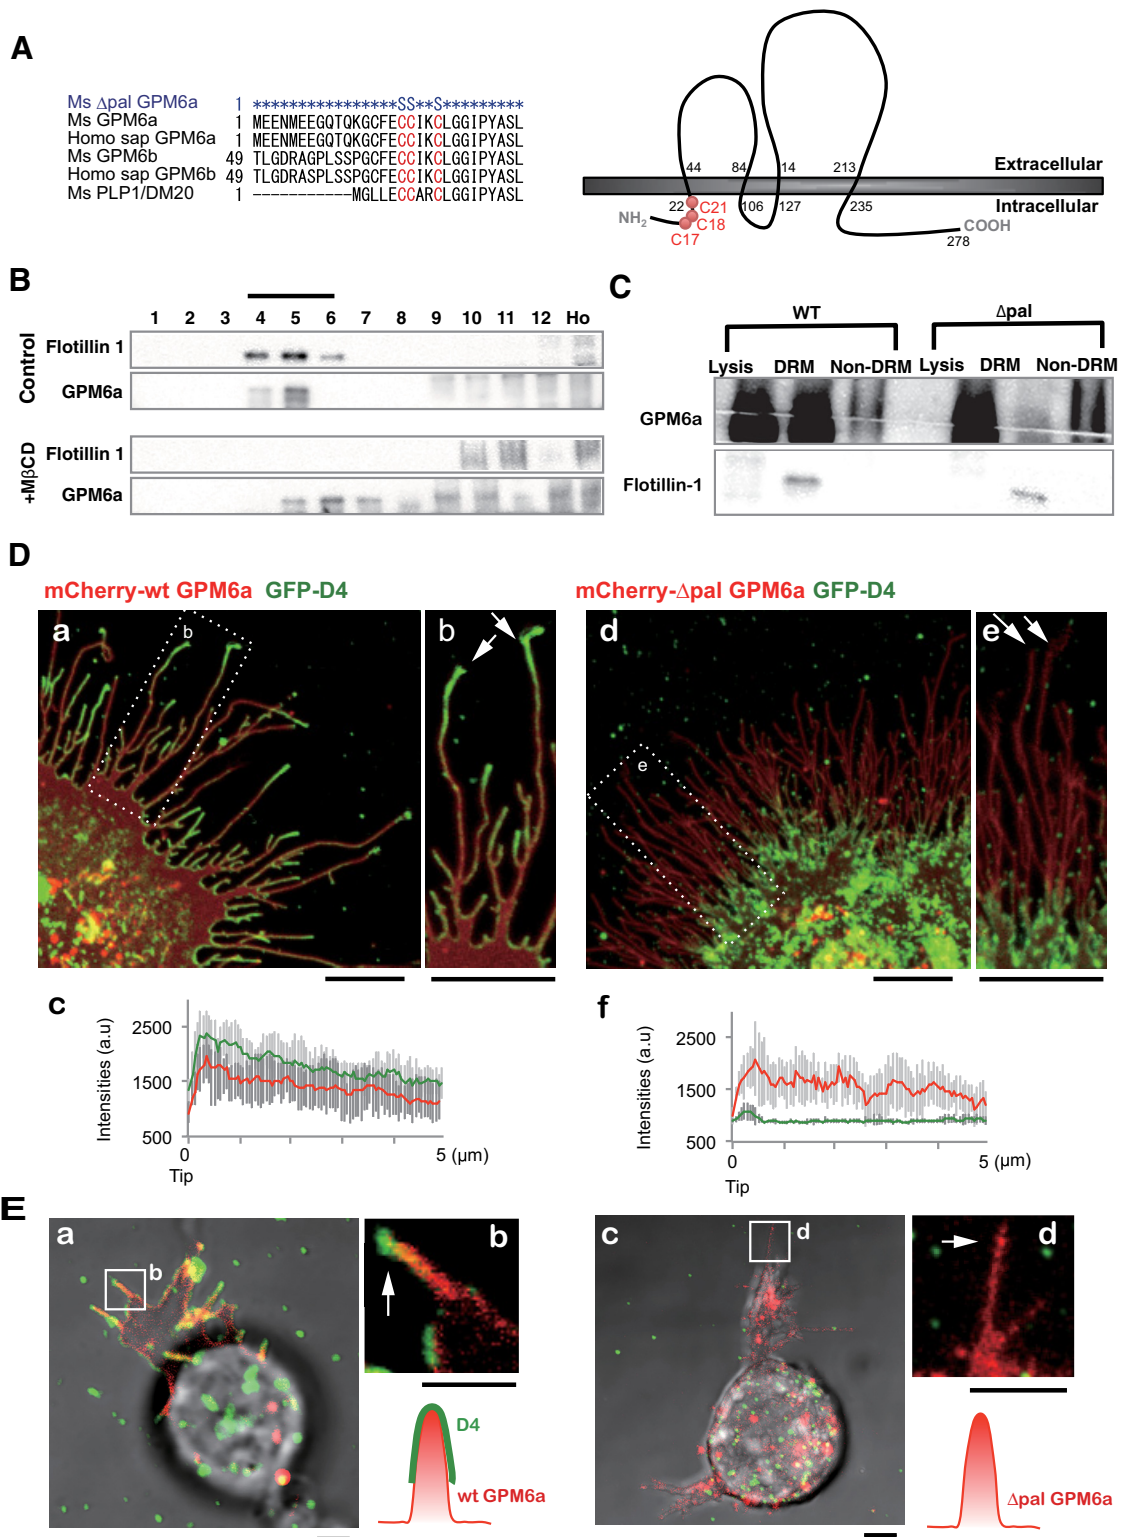 A
Ms Δpal GPM6a 1 ****************SS**S*********
Ms GPM6a 1 MEENMEEGQTQKGCFECCIKCLGGIPYASL
Homo sap GPM6a 1 MEENMEEGQTQKGCFECCIKCLGGIPYASL
Ms GPM6b 49 TLGDRAGPLSSPGCFECCIKCLGGIPYASL
Homo sap GPM6b 49 TLGDRASPLSSPGCFECCIKCLGGIPYASL
Ms PLP1/DM20 1 -----------MGLLECCARCLGGIPYASL
44 84 14 213 Extracellular
22 106 127 235 Intracellular
NH2 C21
C18
C17
COOH
278
B
1 2 3 4 5 6 7 8 9 10 11 12 Ho
Control
Flotillin 1
GPM6a
+MβCD
Flotillin 1
GPM6a
C
WT Δpal
Lysis DRM Non-DRM Lysis DRM Non-DRM
GPM6a
Flotillin-1
D
mCherry-wt GPM6a GFP-D4
mCherry-Δpal GPM6a GFP-D4
a
b
b
d
e
e
c
Intensities (a.u)
2500
1500
500
0 5 (μm)
Tip
f
Intensities (a.u)
2500
1500
500
0 5 (μm)
Tip
E
a
b
b
D4
wt GPM6a
c
d
d
Δpal GPM6a